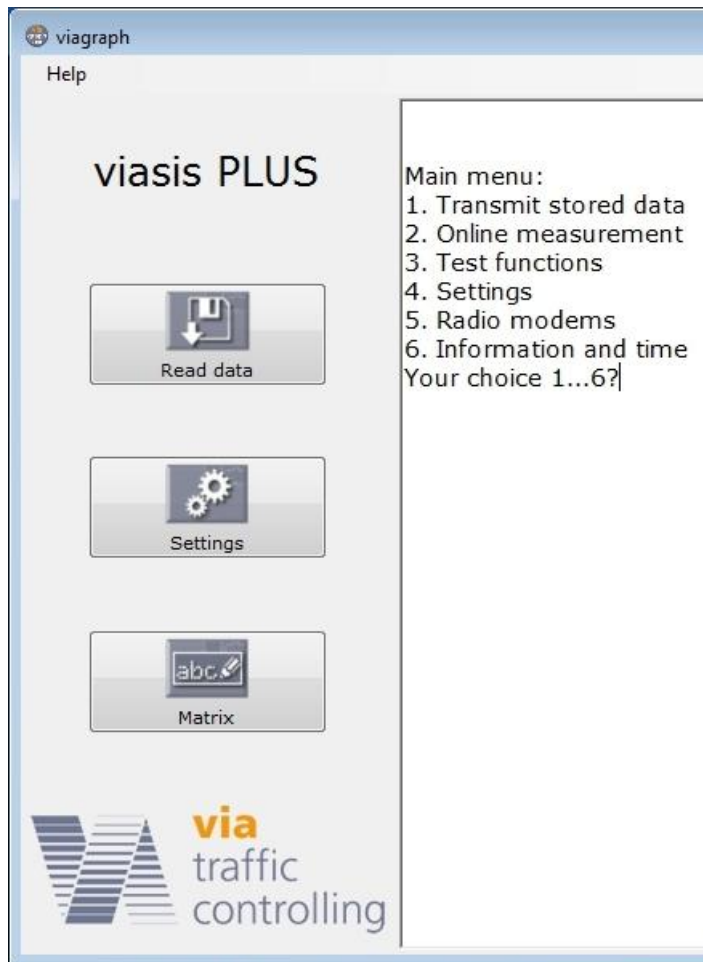 viagraph
Help
viasis PLUS
Read data
Settings
abc
Matrix
via
traffic
controlling
Main menu:
1. Transmit stored data
2. Online measurement
3. Test functions
4. Settings
5. Radio modems
6. Information and time
Your choice 1...6?